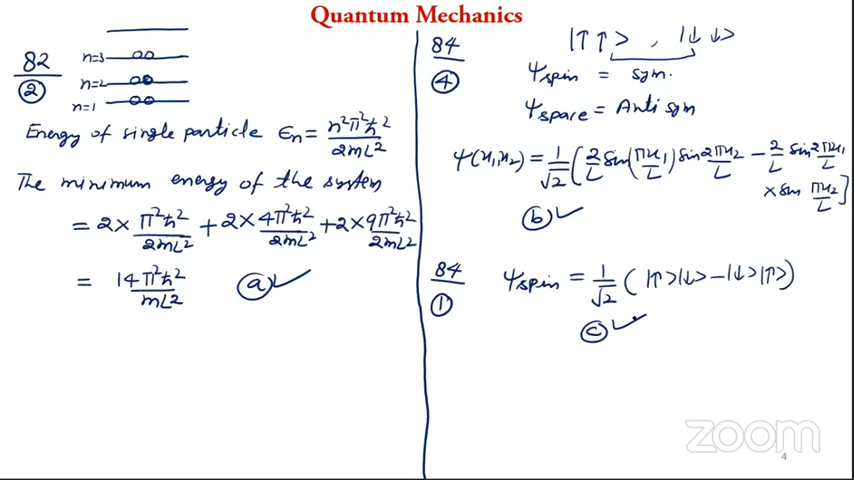 Quantum Mechanics
82
②
n=3
n=2
n=1
Energy of single particle ϵn = n²π²ℏ² / 2mL²
The minimum energy of the system
= 2 × π²ℏ² / 2mL² + 2 × 4π²ℏ² / 2mL² + 2 × 9π²ℏ² / 2mL²
= 14π²ℏ² / mL² ⓐ✓
84
④
|↑↑> , |↓↓>
ψspin = sym.
ψspace = Anti sym
ψ(x₁,x₂) = 1/√2 ( 2/L sin(πx₁/L) sin 2πx₂/L − 2/L sin 2πx₁/L
× sin πx₂/L ]
ⓑ✓
84
①
ψspin = 1/√2 ( |↑>|↓> − |↓>|↑> )
ⓒ✓
zoom
4